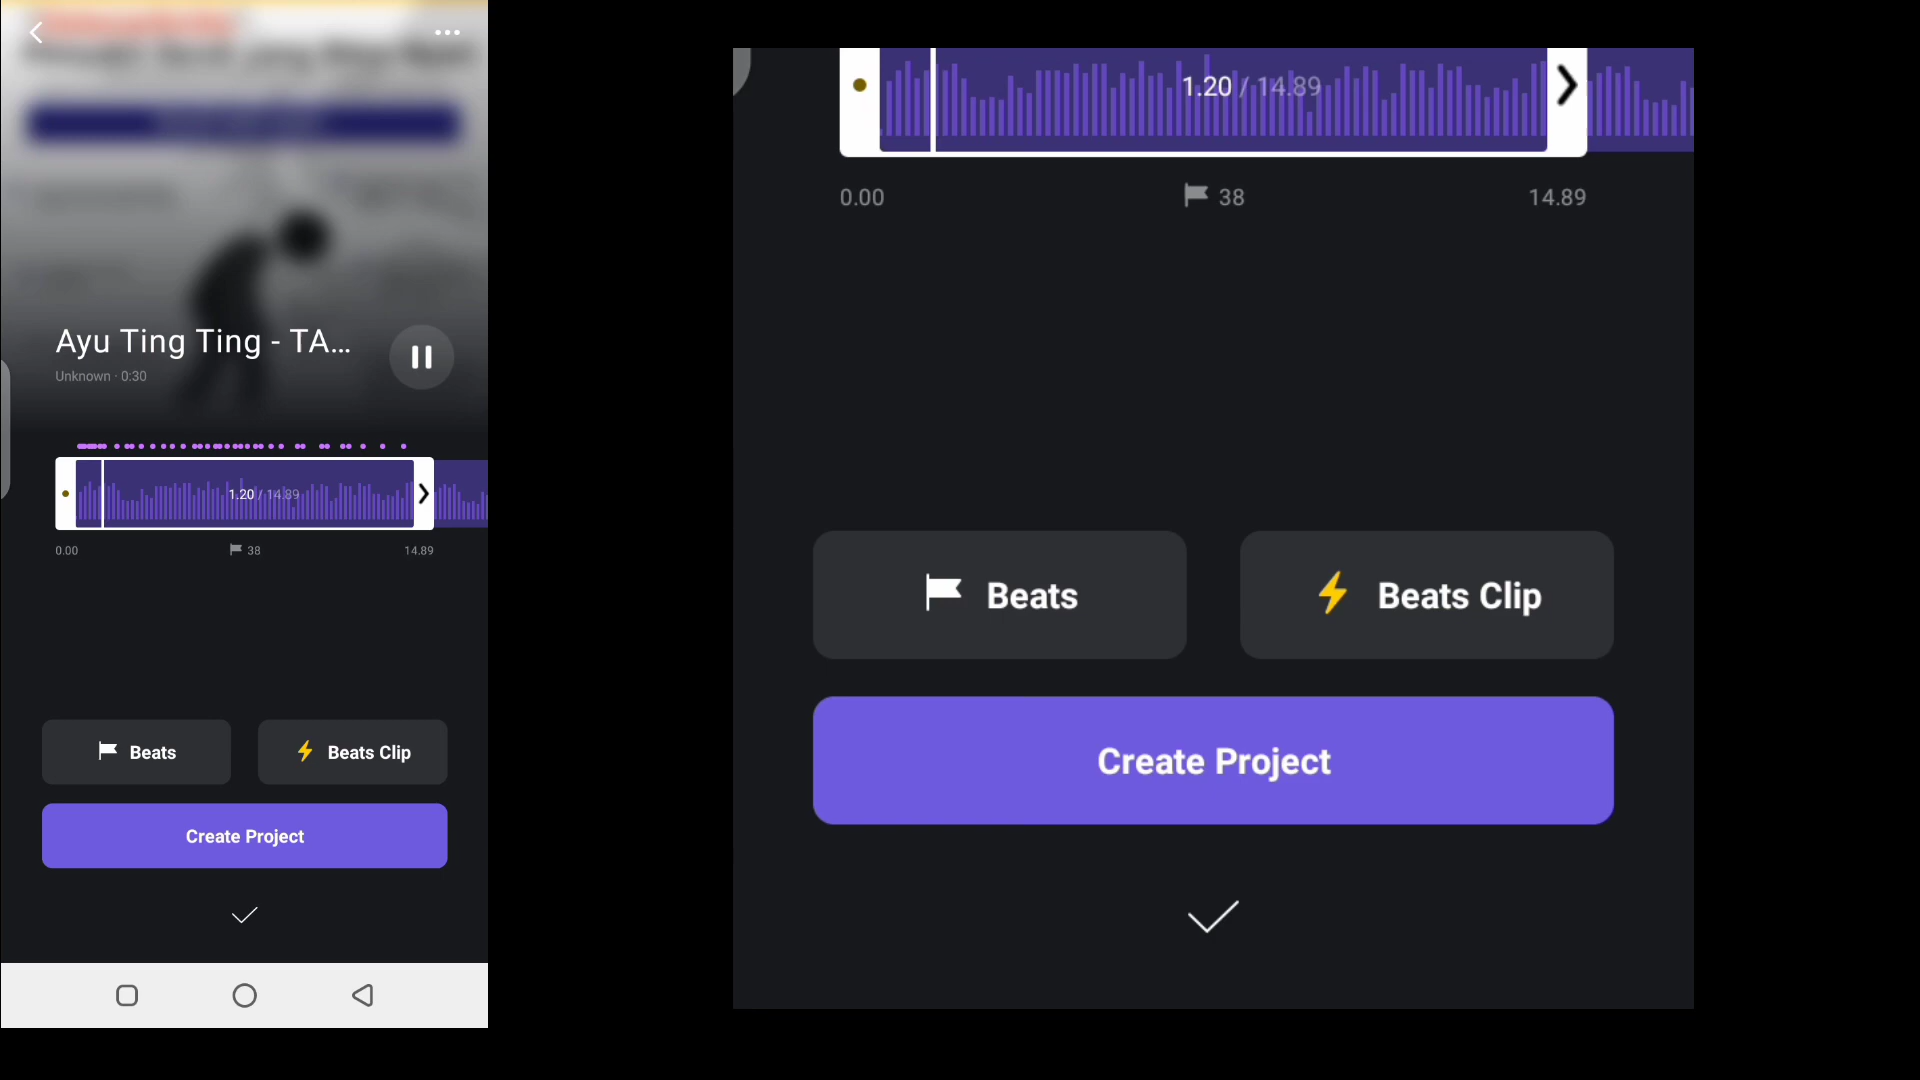 Ayu Ting Ting - TA...
Unknown · 0:30
1.20 / 14.89
0.00 38 14.89
Beats Beats Clip
Create Project
1.20 / 14.89
0.00 38 14.89
Beats Beats Clip
Create Project